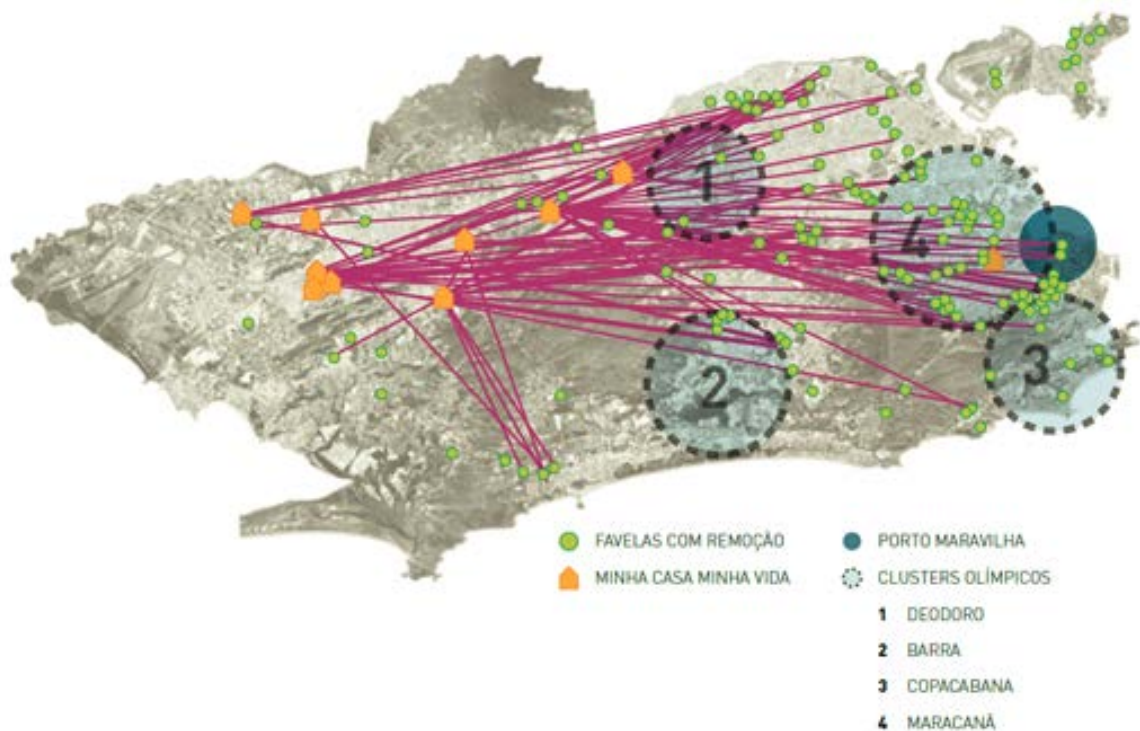 1
4
2
3
FAVELAS COM REMOÇÃO
MINHA CASA MINHA VIDA
PORTO MARAVILHA
CLUSTERS OLÍMPICOS
1 DEODORO
2 BARRA
3 COPACABANA
4 MARACANÃ